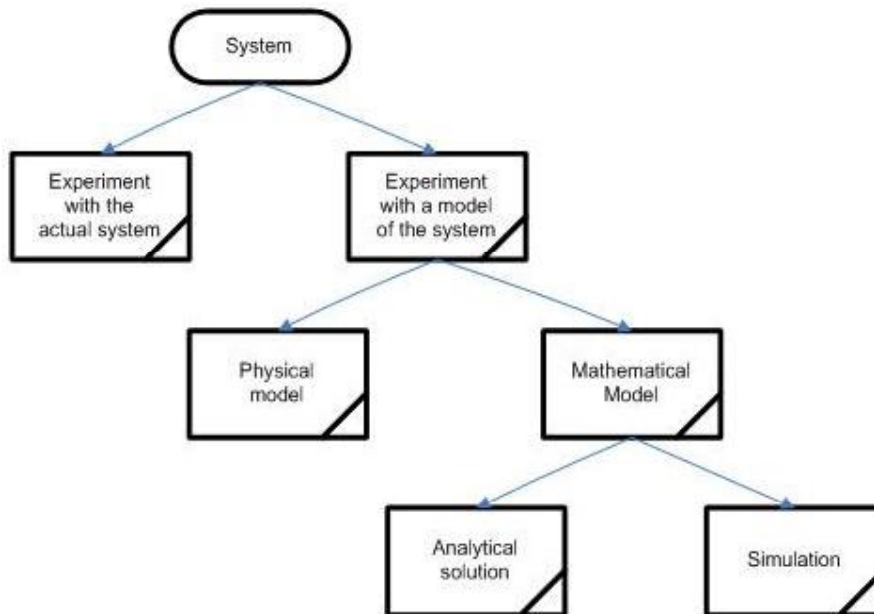 System
Experiment
with the
actual system
Experiment
with a model
of the system
Physical
model
Mathematical
Model
Analytical
solution
Simulation